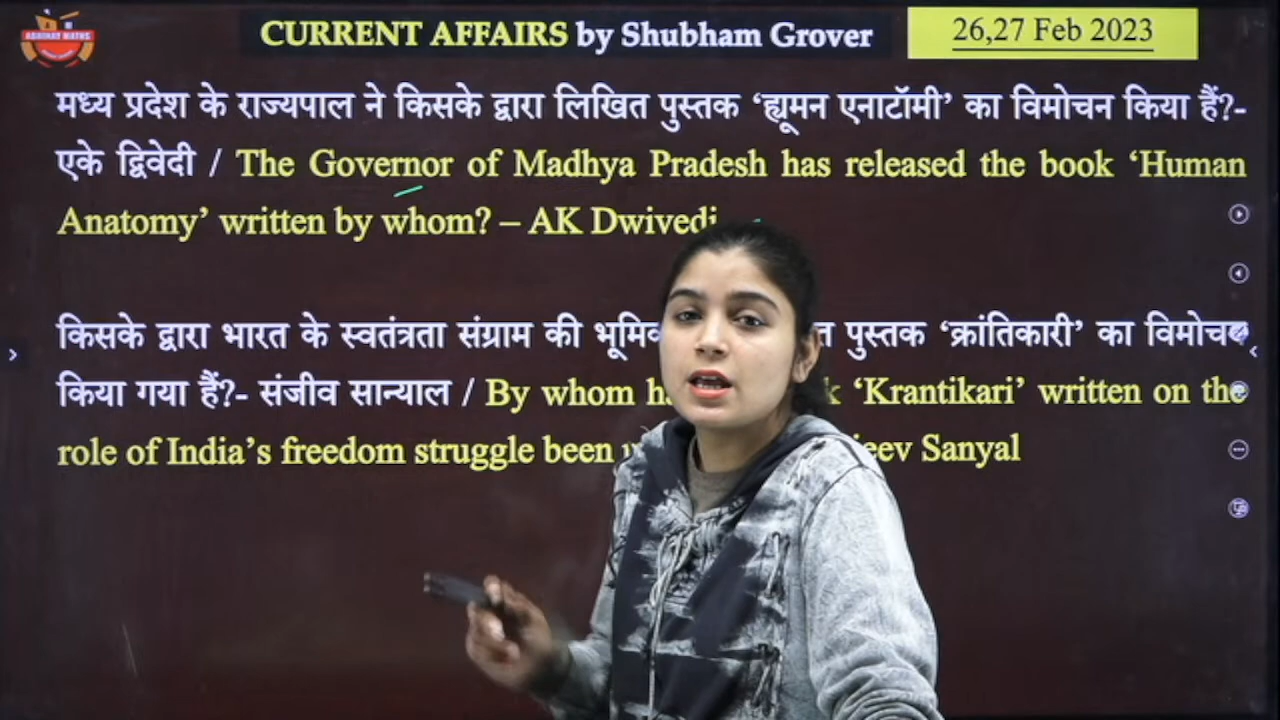 ABHINAY MATHS
CURRENT AFFAIRS by Shubham Grover
26,27 Feb 2023
मध्य प्रदेश के राज्यपाल ने किसके द्वारा लिखित पुस्तक ‘ह्यूमन एनाटॉमी’ का विमोचन किया हैं?-
एके द्विवेदी / The Governor of Madhya Pradesh has released the book ‘Human
Anatomy’ written by whom? – AK Dwivedi
किसके द्वारा भारत के स्वतंत्रता संग्राम की पुस्तक ‘क्रांतिकारी’ का विमोचन
किया गया हैं?- संजीव सान्याल / By whom ‘Krantikari’ written on the
role of India’s freedom struggle been Sanyal